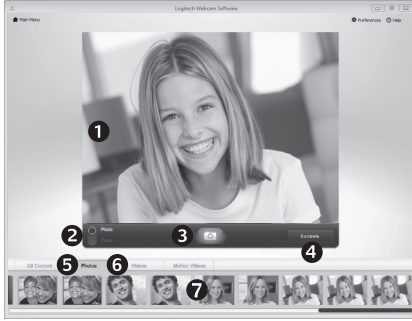 Logitech Webcam Software
Main Menu
Preferences
Help
1
2
Photo
Video
3
Controls
4
All Content
5
Photos
6
Videos
Motion Videos
7